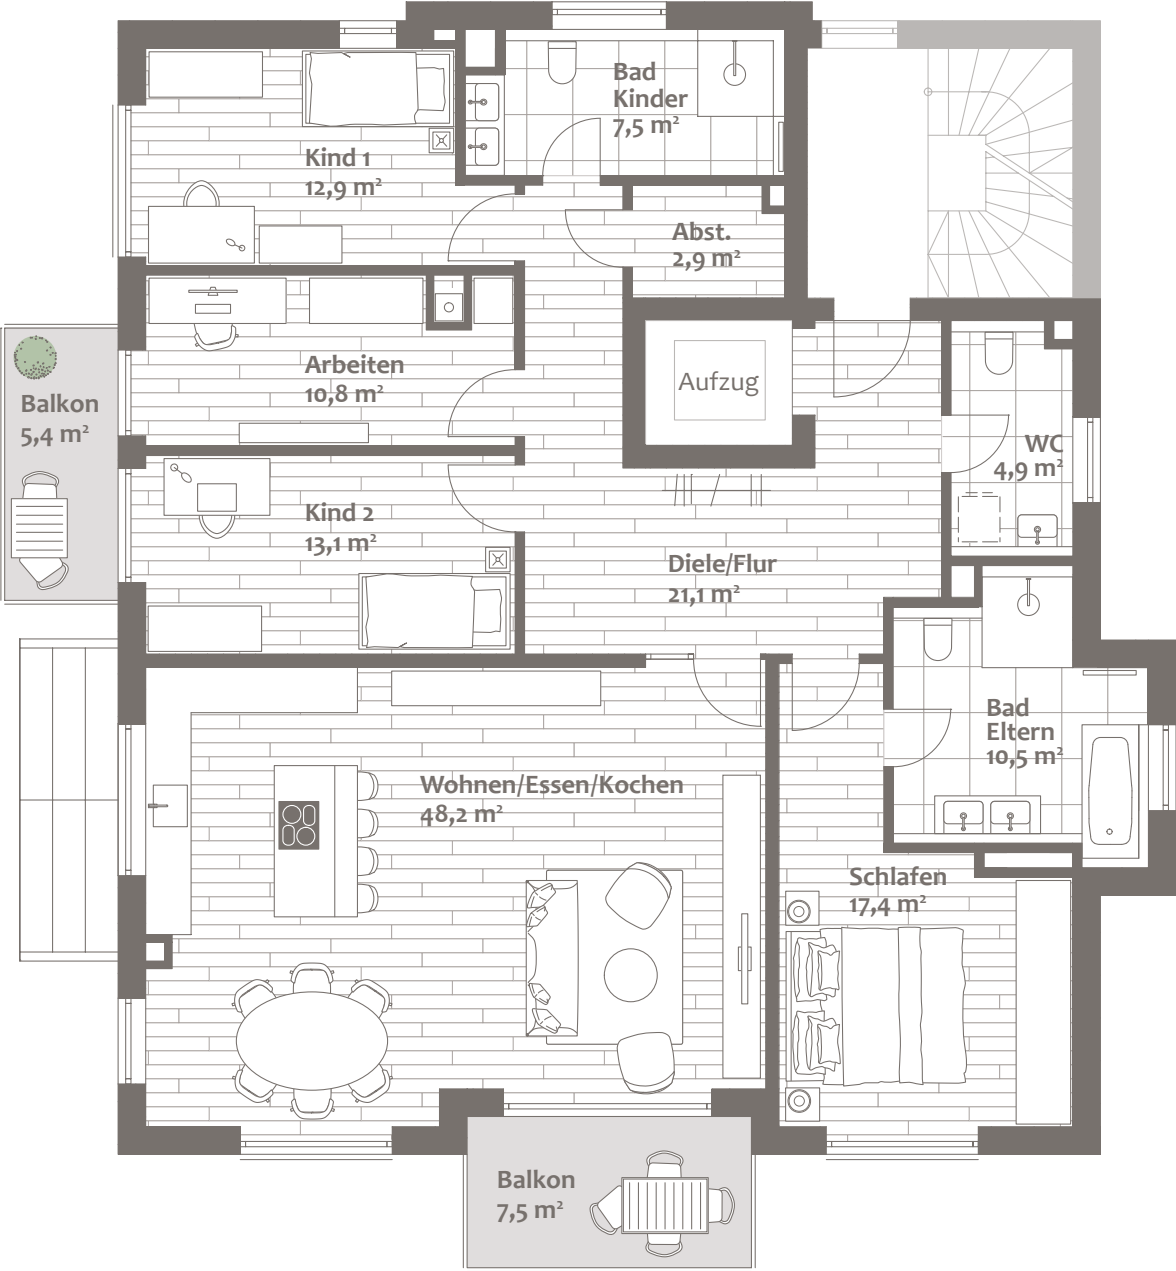 Bad
Kinder
7,5 m²
Kind 1
12,9 m²
Abst.
2,9 m²
Arbeiten
10,8 m²
Aufzug
Balkon
5,4 m²
WC
4,9 m²
Kind 2
13,1 m²
Diele/Flur
21,1 m²
Bad
Eltern
10,5 m²
Wohnen/Essen/Kochen
48,2 m²
Schlafen
17,4 m²
Balkon
7,5 m²